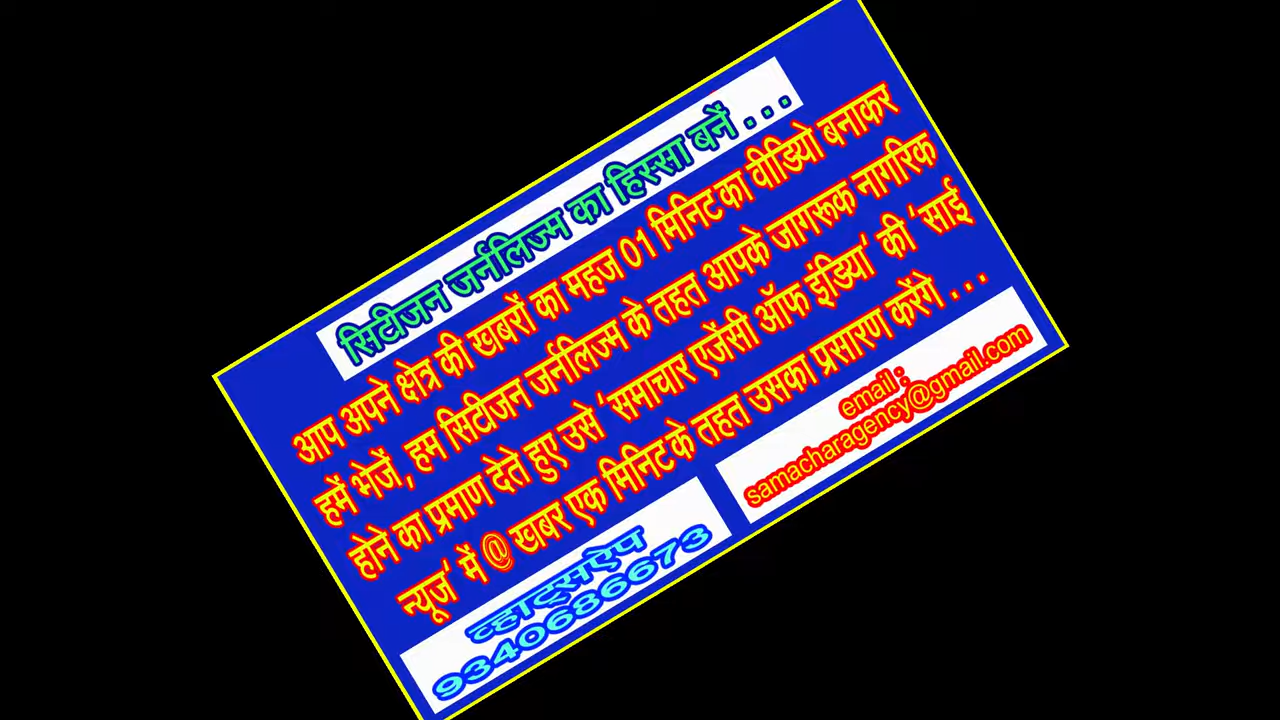 सिटीजन जर्नलिज्म का हिस्सा बनें ...
आप अपने क्षेत्र की खबरों का महज 01 मिनिट का वीडियो बनाकर
हमें भेजें, हम सिटीजन जर्नलिज्म के तहत आपके जागरूक नागरिक
होने का प्रमाण देते हुए उसे ‘समाचार एजेंसी ऑफ इंडिया‘ की ‘साई
न्यूज‘ में @ खबर एक मिनिट के तहत उसका प्रसारण करेंगे ...
व्हाट्सऐप
9340686673
email :
samacharagency@gmail.com